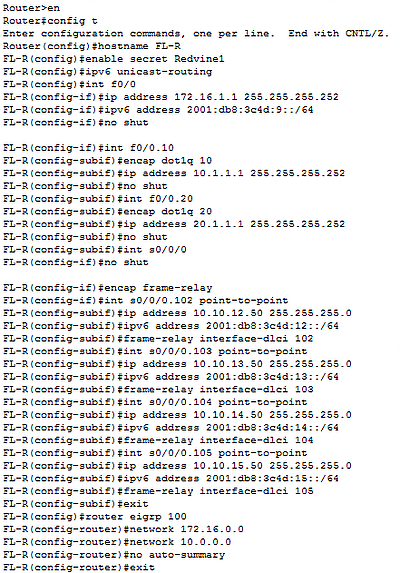 Router>en
Router#config t
Enter configuration commands, one per line.  End with CNTL/Z.
Router(config)#hostname FL-R
FL-R(config)#enable secret Redvine1
FL-R(config)#ipv6 unicast-routing
FL-R(config)#int f0/0
FL-R(config-if)#ip address 172.16.1.1 255.255.255.252
FL-R(config-if)#ipv6 address 2001:db8:3c4d:9::/64
FL-R(config-if)#no shut
FL-R(config-if)#int f0/0.10
FL-R(config-subif)#encap dot1q 10
FL-R(config-subif)#ip address 10.1.1.1 255.255.255.252
FL-R(config-subif)#no shut
FL-R(config-subif)#int f0/0.20
FL-R(config-subif)#encap dot1q 20
FL-R(config-subif)#ip address 20.1.1.1 255.255.255.252
FL-R(config-subif)#no shut
FL-R(config-subif)#int s0/0/0
FL-R(config-if)#no shut
FL-R(config-if)#encap frame-relay
FL-R(config-if)#int s0/0/0.102 point-to-point
FL-R(config-subif)#ip address 10.10.12.50 255.255.255.0
FL-R(config-subif)#ipv6 address 2001:db8:3c4d:12::/64
FL-R(config-subif)#frame-relay interface-dlci 102
FL-R(config-subif)#int s0/0/0.103 point-to-point
FL-R(config-subif)#ip address 10.10.13.50 255.255.255.0
FL-R(config-subif)#ipv6 address 2001:db8:3c4d:13::/64
FL-R(config-subif)#frame-relay interface-dlci 103
FL-R(config-subif)#int s0/0/0.104 point-to-point
FL-R(config-subif)#ip address 10.10.14.50 255.255.255.0
FL-R(config-subif)#ipv6 address 2001:db8:3c4d:14::/64
FL-R(config-subif)#frame-relay interface-dlci 104
FL-R(config-subif)#int s0/0/0.105 point-to-point
FL-R(config-subif)#ip address 10.10.15.50 255.255.255.0
FL-R(config-subif)#ipv6 address 2001:db8:3c4d:15::/64
FL-R(config-subif)#frame-relay interface-dlci 105
FL-R(config-subif)#exit
FL-R(config)#router eigrp 100
FL-R(config-router)#network 172.16.0.0
FL-R(config-router)#network 10.0.0.0
FL-R(config-router)#no auto-summary
FL-R(config-router)#exit